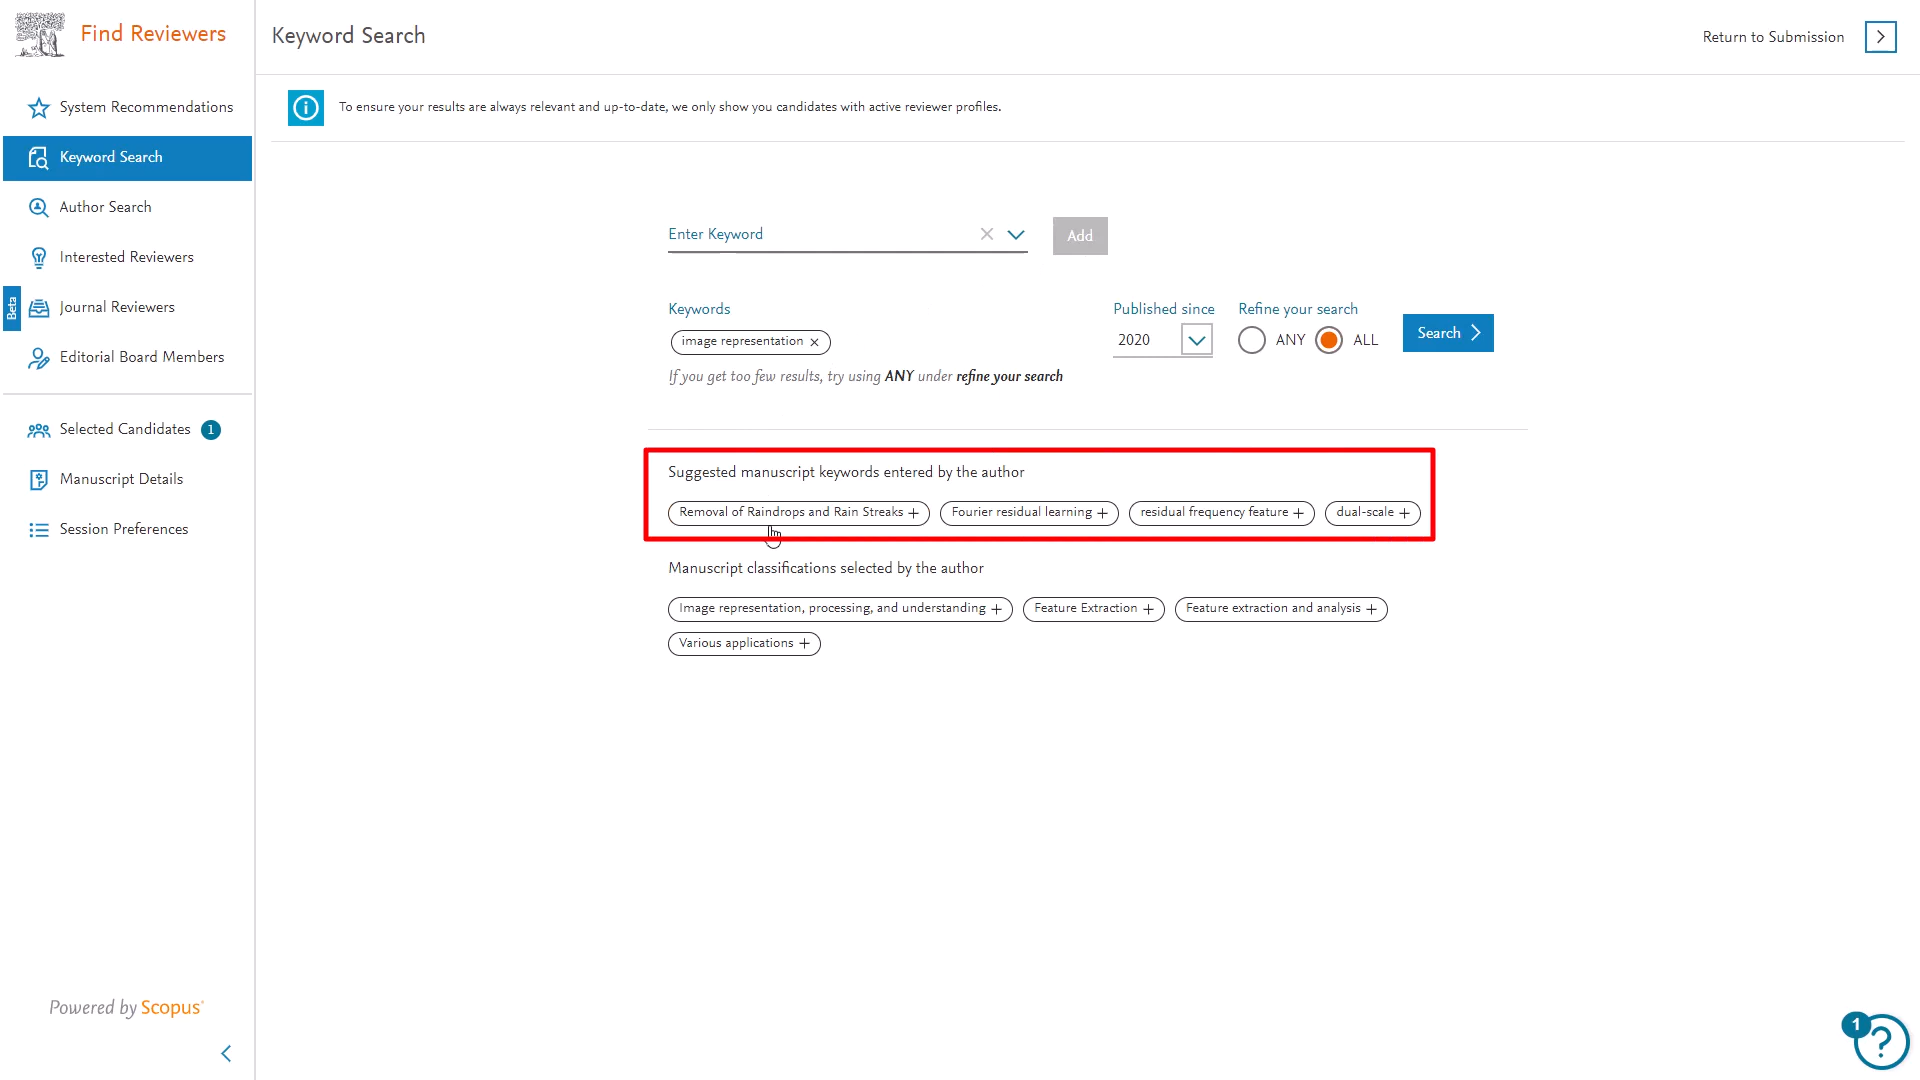 Find Reviewers
Keyword Search
Return to Submission
System Recommendations
Keyword Search
Author Search
Interested Reviewers
Beta
Journal Reviewers
Editorial Board Members
Selected Candidates 1
Manuscript Details
Session Preferences
To ensure your results are always relevant and up-to-date, we only show you candidates with active reviewer profiles.
Enter Keyword
Add
Keywords
Published since
Refine your search
image representation
2020
ANY
ALL
Search
If you get too few results, try using ANY under refine your search
Suggested manuscript keywords entered by the author
Removal of Raindrops and Rain Streaks +
Fourier residual learning +
residual frequency feature +
dual-scale +
Manuscript classifications selected by the author
Image representation, processing, and understanding +
Feature Extraction +
Feature extraction and analysis +
Various applications +
Powered by Scopus®
1
?